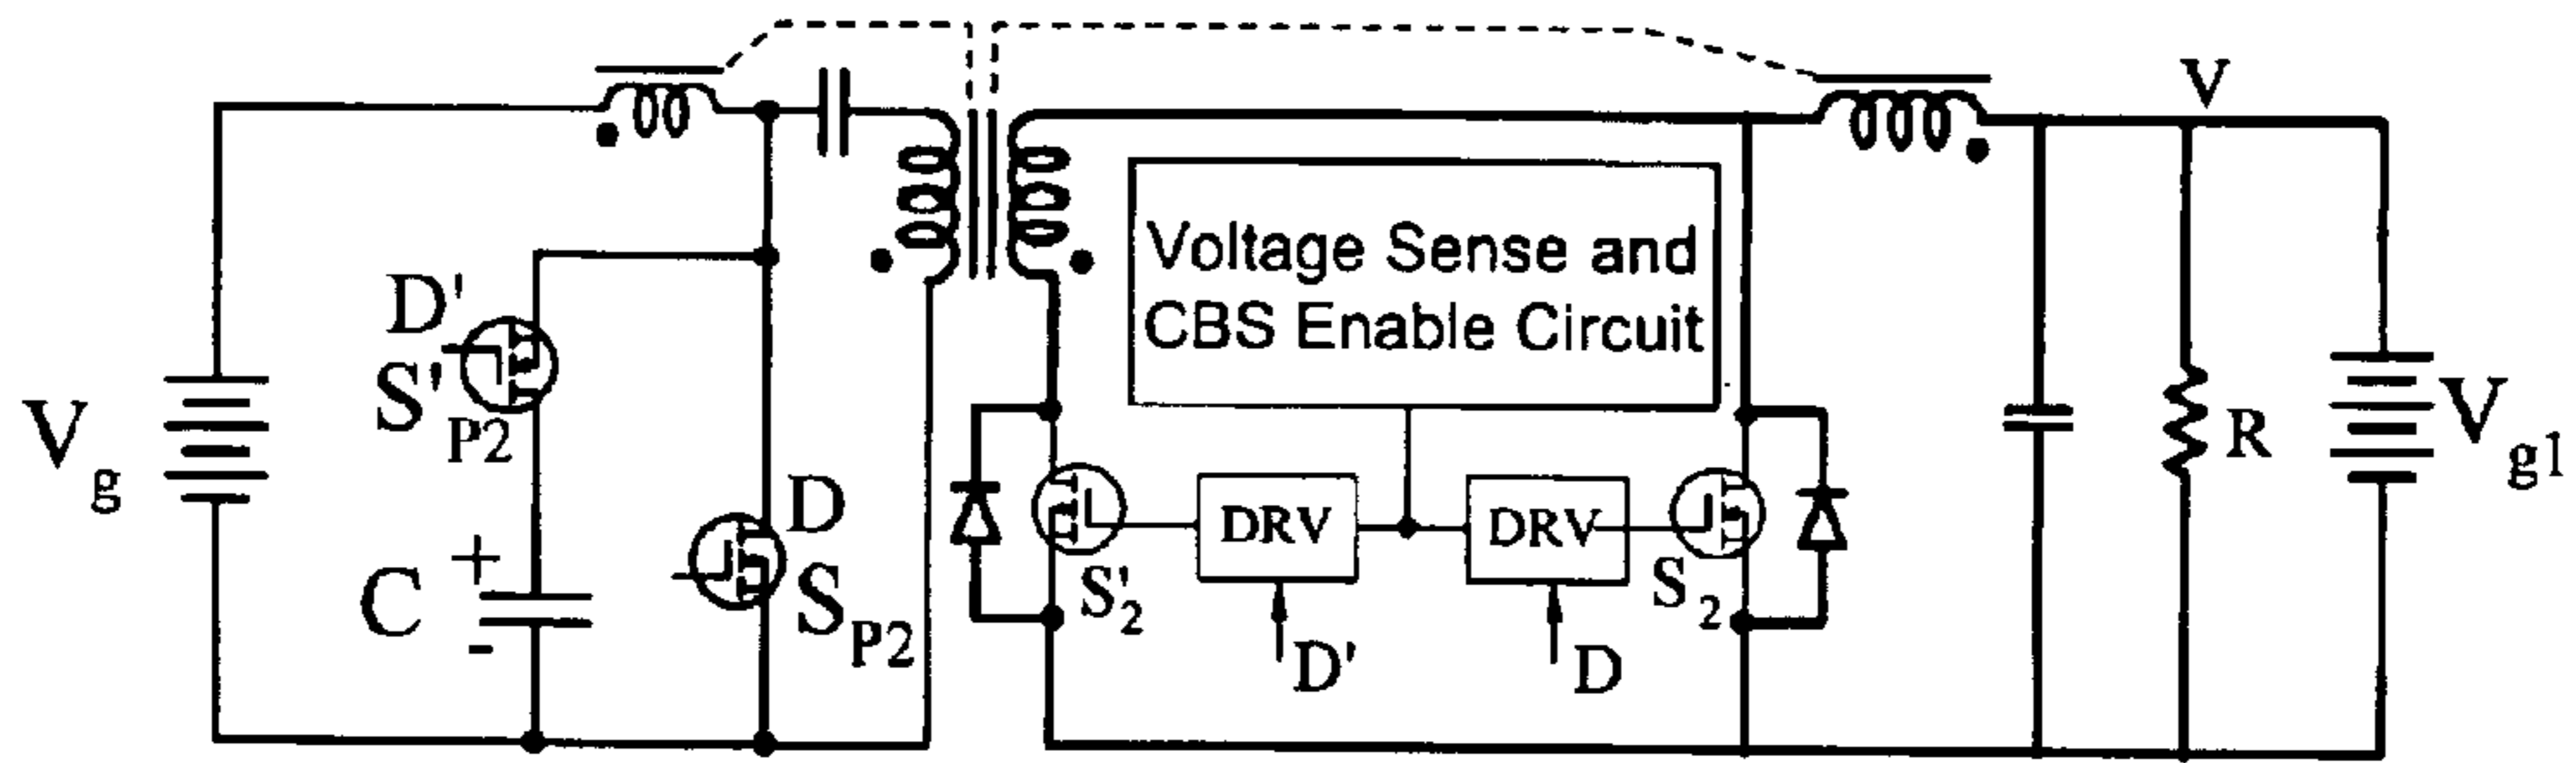 V
Voltage Sense and
CBS Enable Circuit
D'
S'P2
Vg
D
SP2
C
+
-
DRV
DRV
S'2
S2
D'
D
R
Vg1